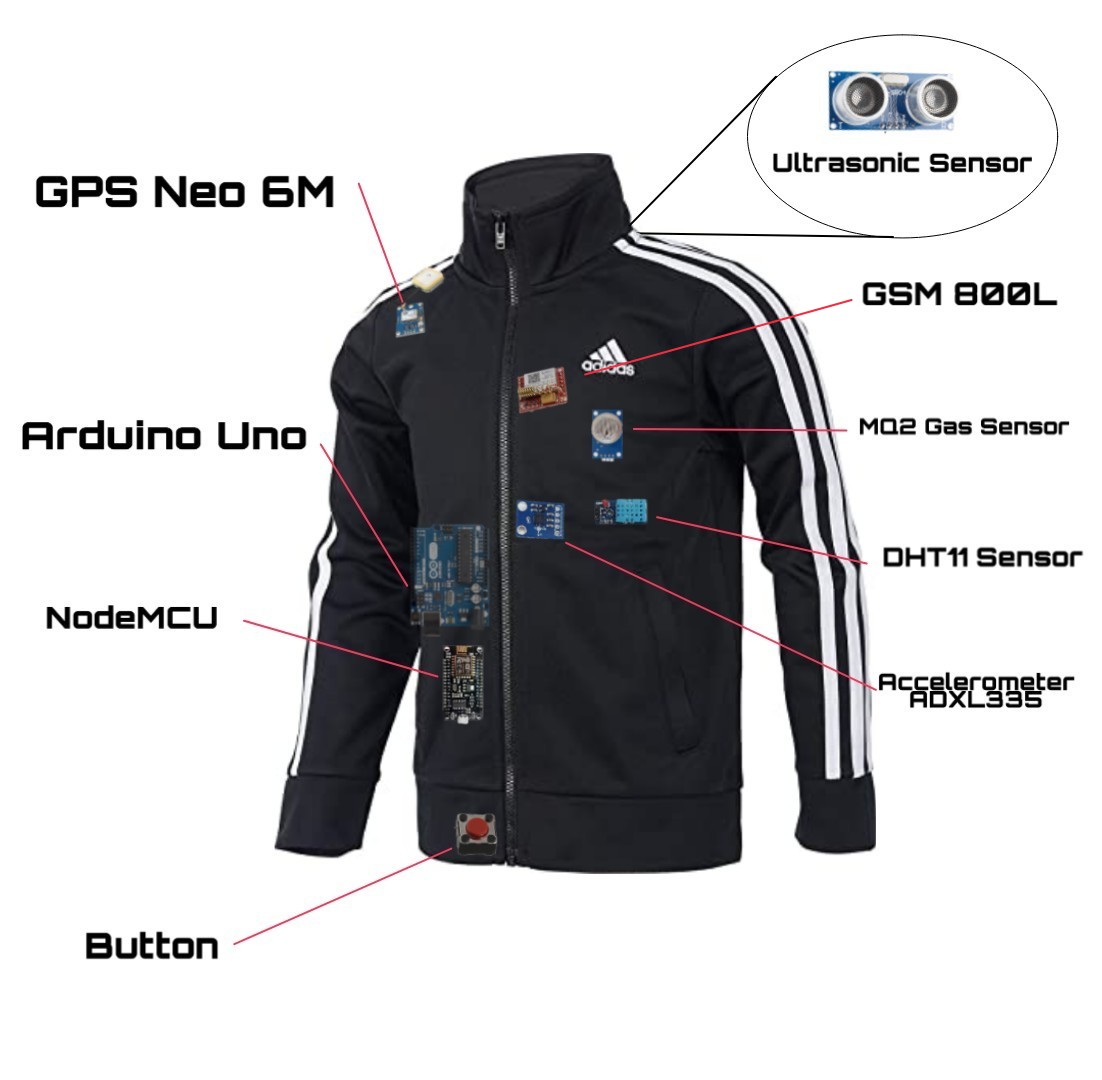 Ultrasonic Sensor
GPS Neo 6M
GSM 800L
adidas
MQ2 Gas Sensor
Arduino Uno
DHT11 Sensor
NodeMCU
Accelerometer
ADXL335
Button